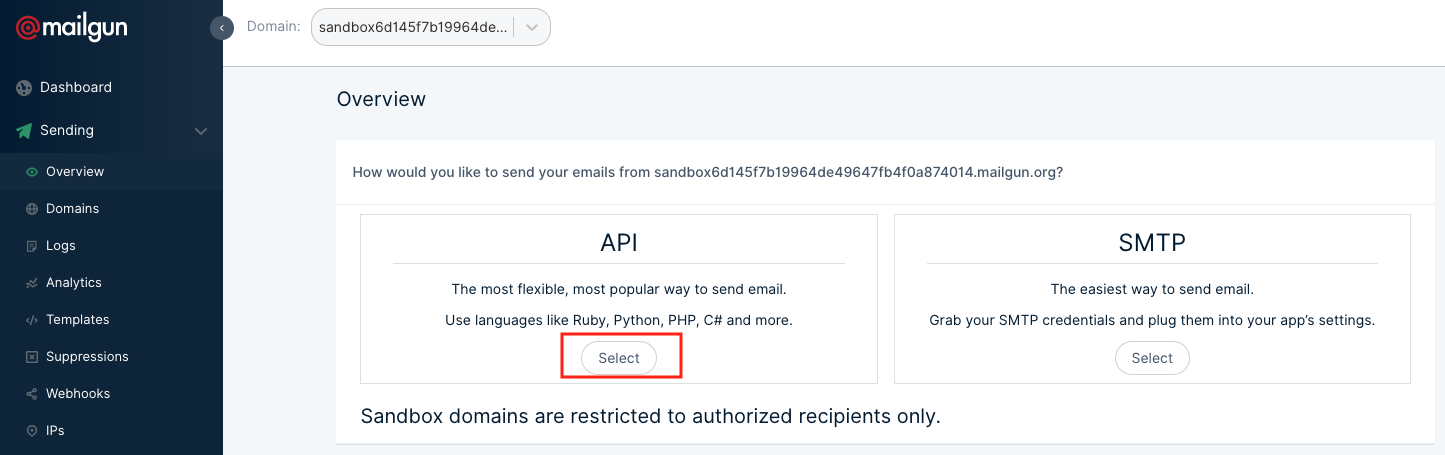 mailgun
Domain:
sandbox6d145f7b19964de...
Dashboard
Sending
Overview
Domains
Logs
Analytics
Templates
Suppressions
Webhooks
IPs
Overview
How would you like to send your emails from sandbox6d145f7b19964de49647fb4f0a874014.mailgun.org?
API
The most flexible, most popular way to send email.
Use languages like Ruby, Python, PHP, C# and more.
Select
SMTP
The easiest way to send email.
Grab your SMTP credentials and plug them into your app's settings.
Select
Sandbox domains are restricted to authorized recipients only.